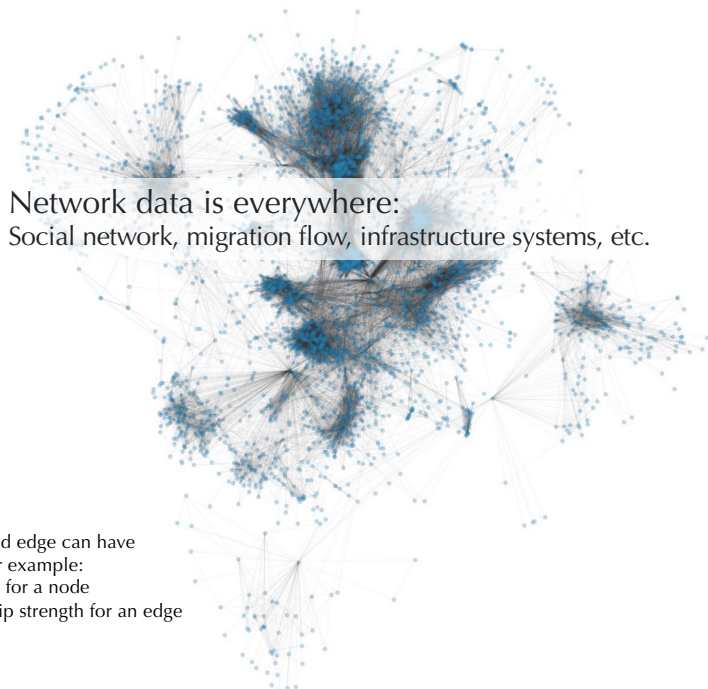 Network data is everywhere:
Social network, migration flow, infrastructure systems, etc.
edge can have
example:
for a node
strength for an edge